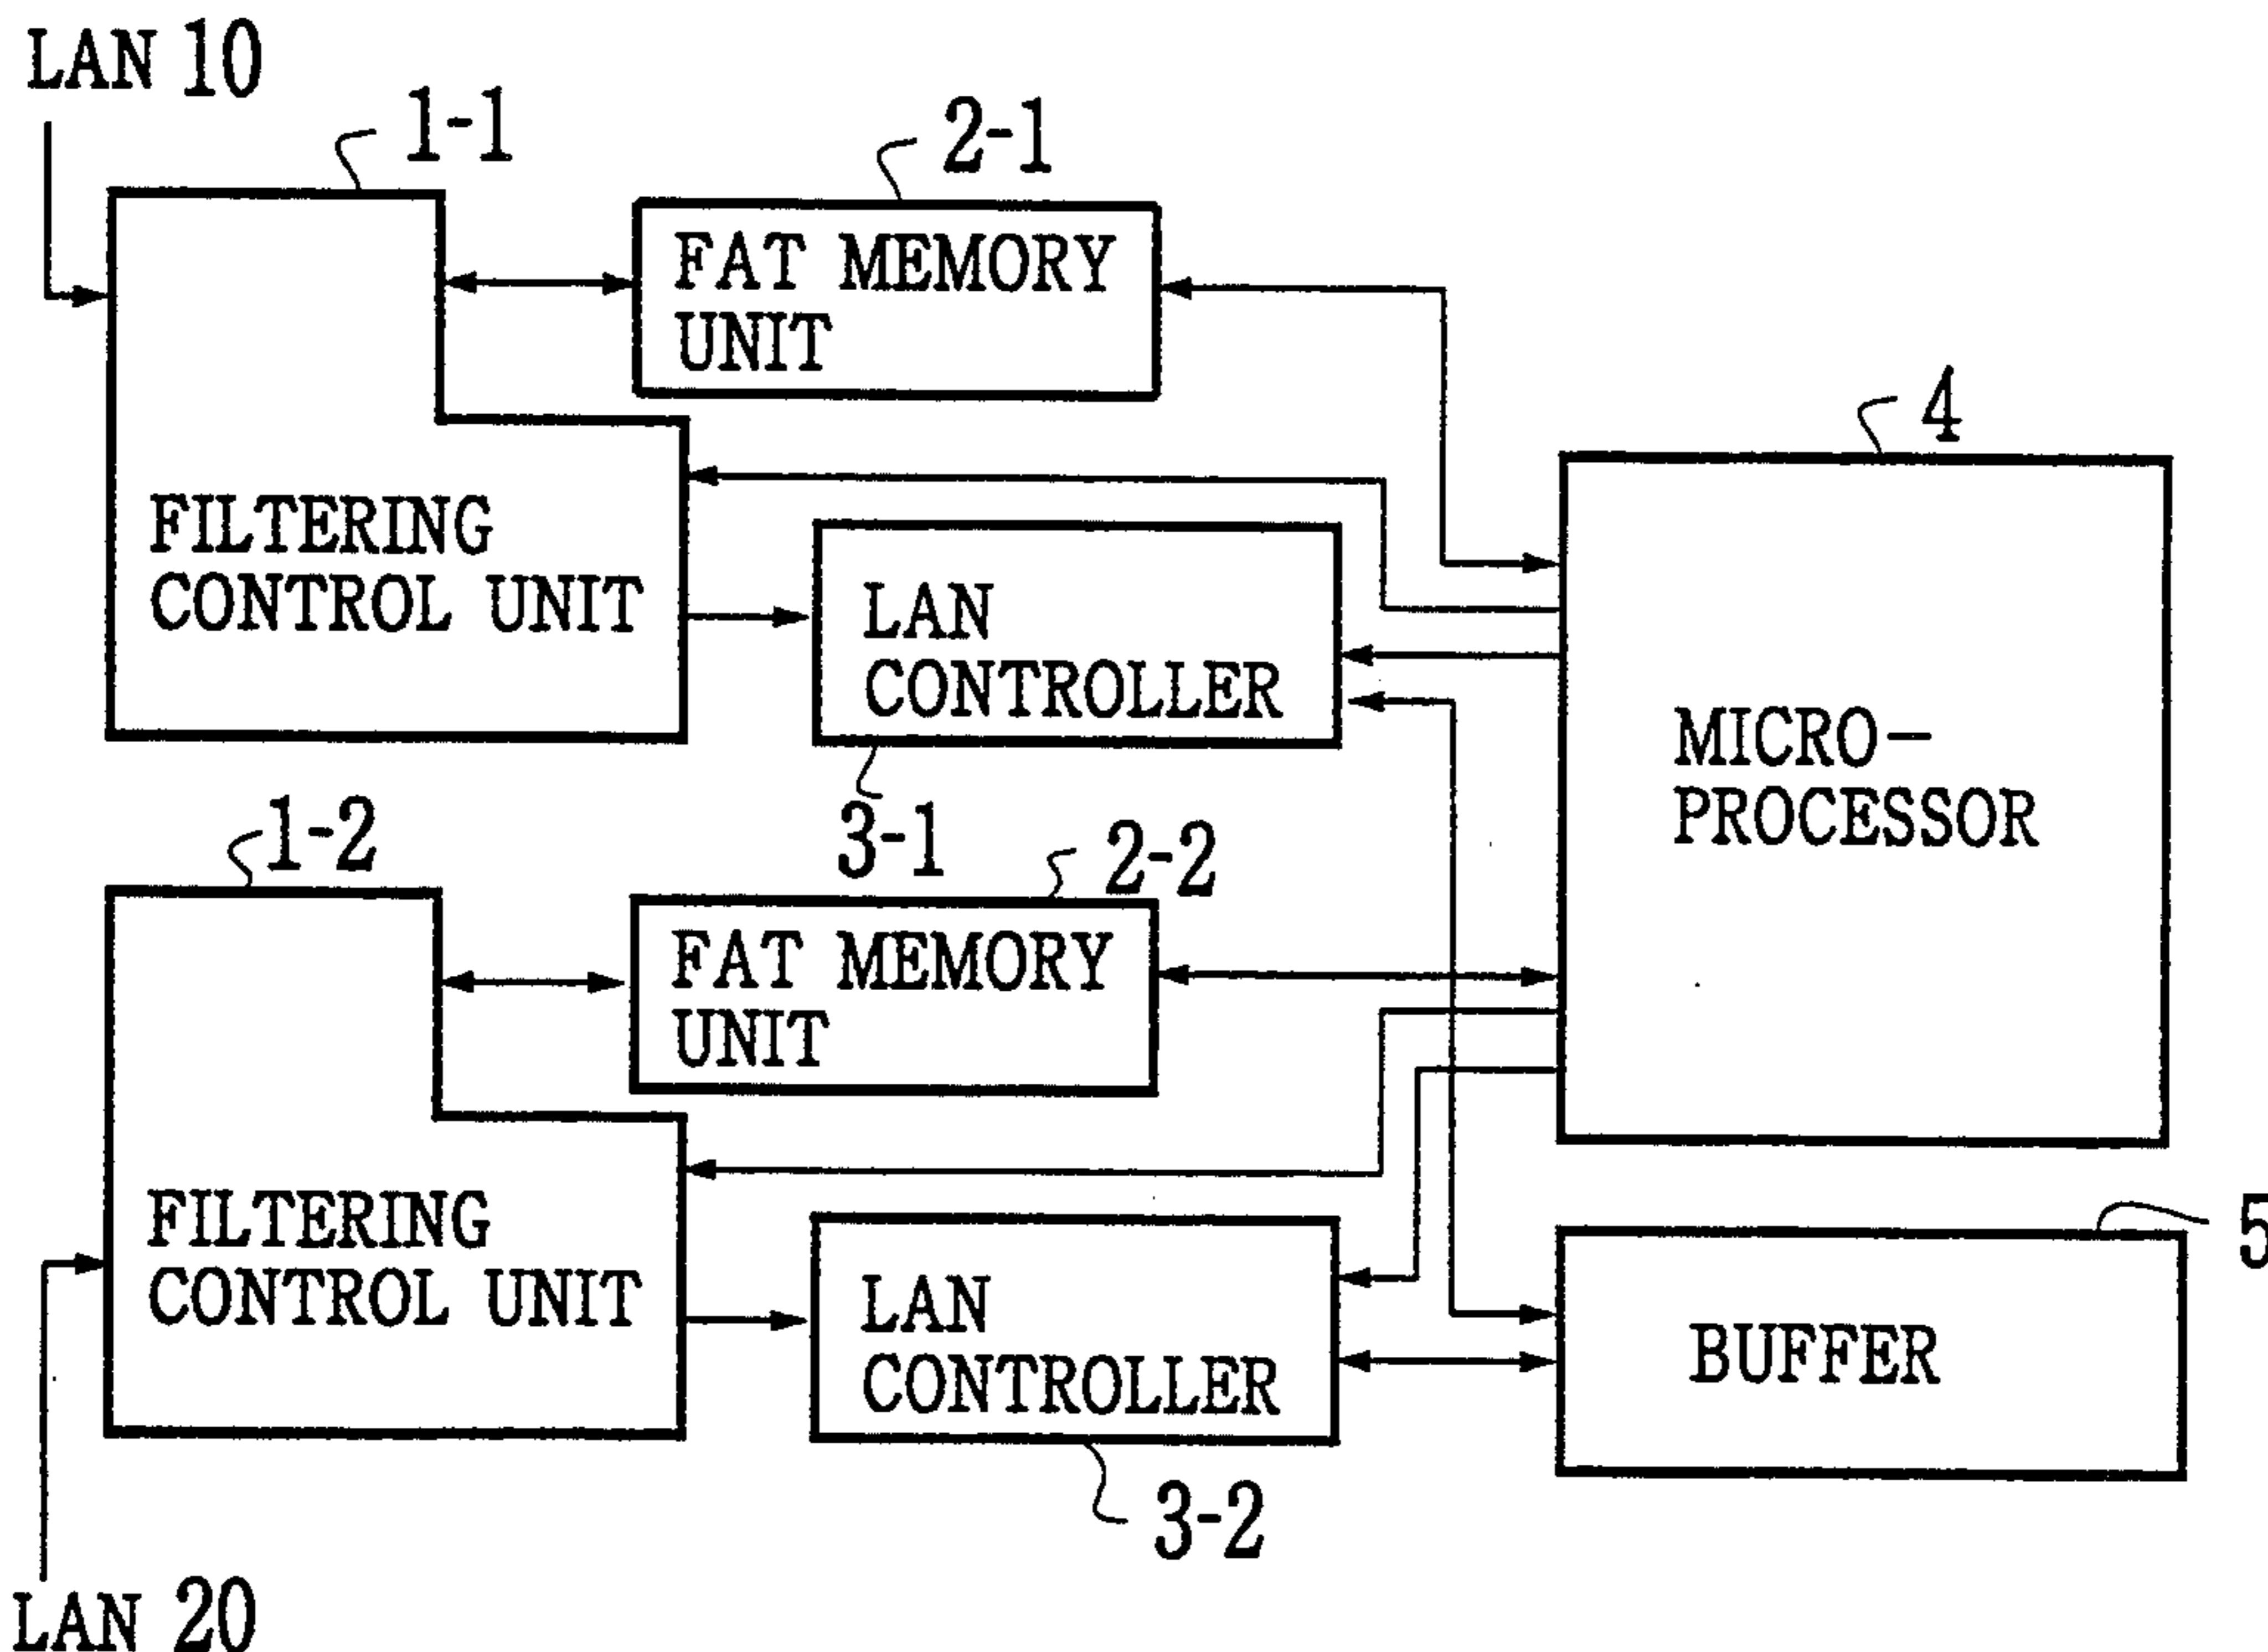 LAN 10
1-1
2-1
FAT MEMORY
UNIT
4
FILTERING
CONTROL UNIT
LAN
CONTROLLER
MICRO-
PROCESSOR
3-1
1-2
2-2
FAT MEMORY
UNIT
FILTERING
CONTROL UNIT
LAN
CONTROLLER
5
BUFFER
3-2
LAN 20